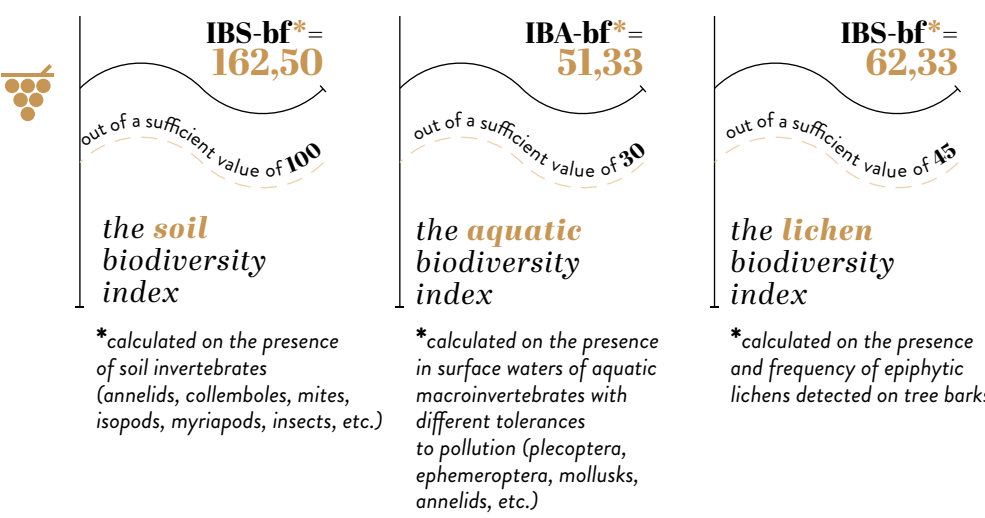 IBS-bf*=
162,50
out of a sufficient value of 100
the soil
biodiversity
index
*calculated on the presence
of soil invertebrates
(annelids, collemboles, mites,
isopods, myriapods, insects, etc.)
IBA-bf*=
51,33
out of a sufficient value of 30
the aquatic
biodiversity
index
*calculated on the presence
in surface waters of aquatic
macroinvertebrates with
different tolerances
to pollution (plecoptera,
ephemeroptera, mollusks,
annelids, etc.)
IBS-bf*=
62,33
out of a sufficient value of 45
the lichen
biodiversity
index
*calculated on the presence
and frequency of epiphytic
lichens detected on tree barks